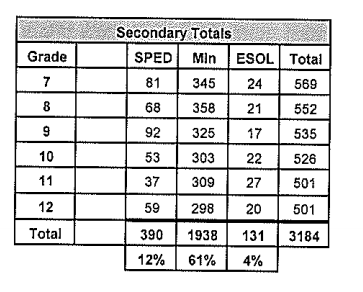 Secondary Totals
Grade SPED Min ESOL Total
7 81 345 24 569
8 68 358 21 552
9 92 325 17 535
10 53 303 22 526
11 37 309 27 501
12 59 298 20 501
Total 390 1938 131 3184
12% 61% 4%